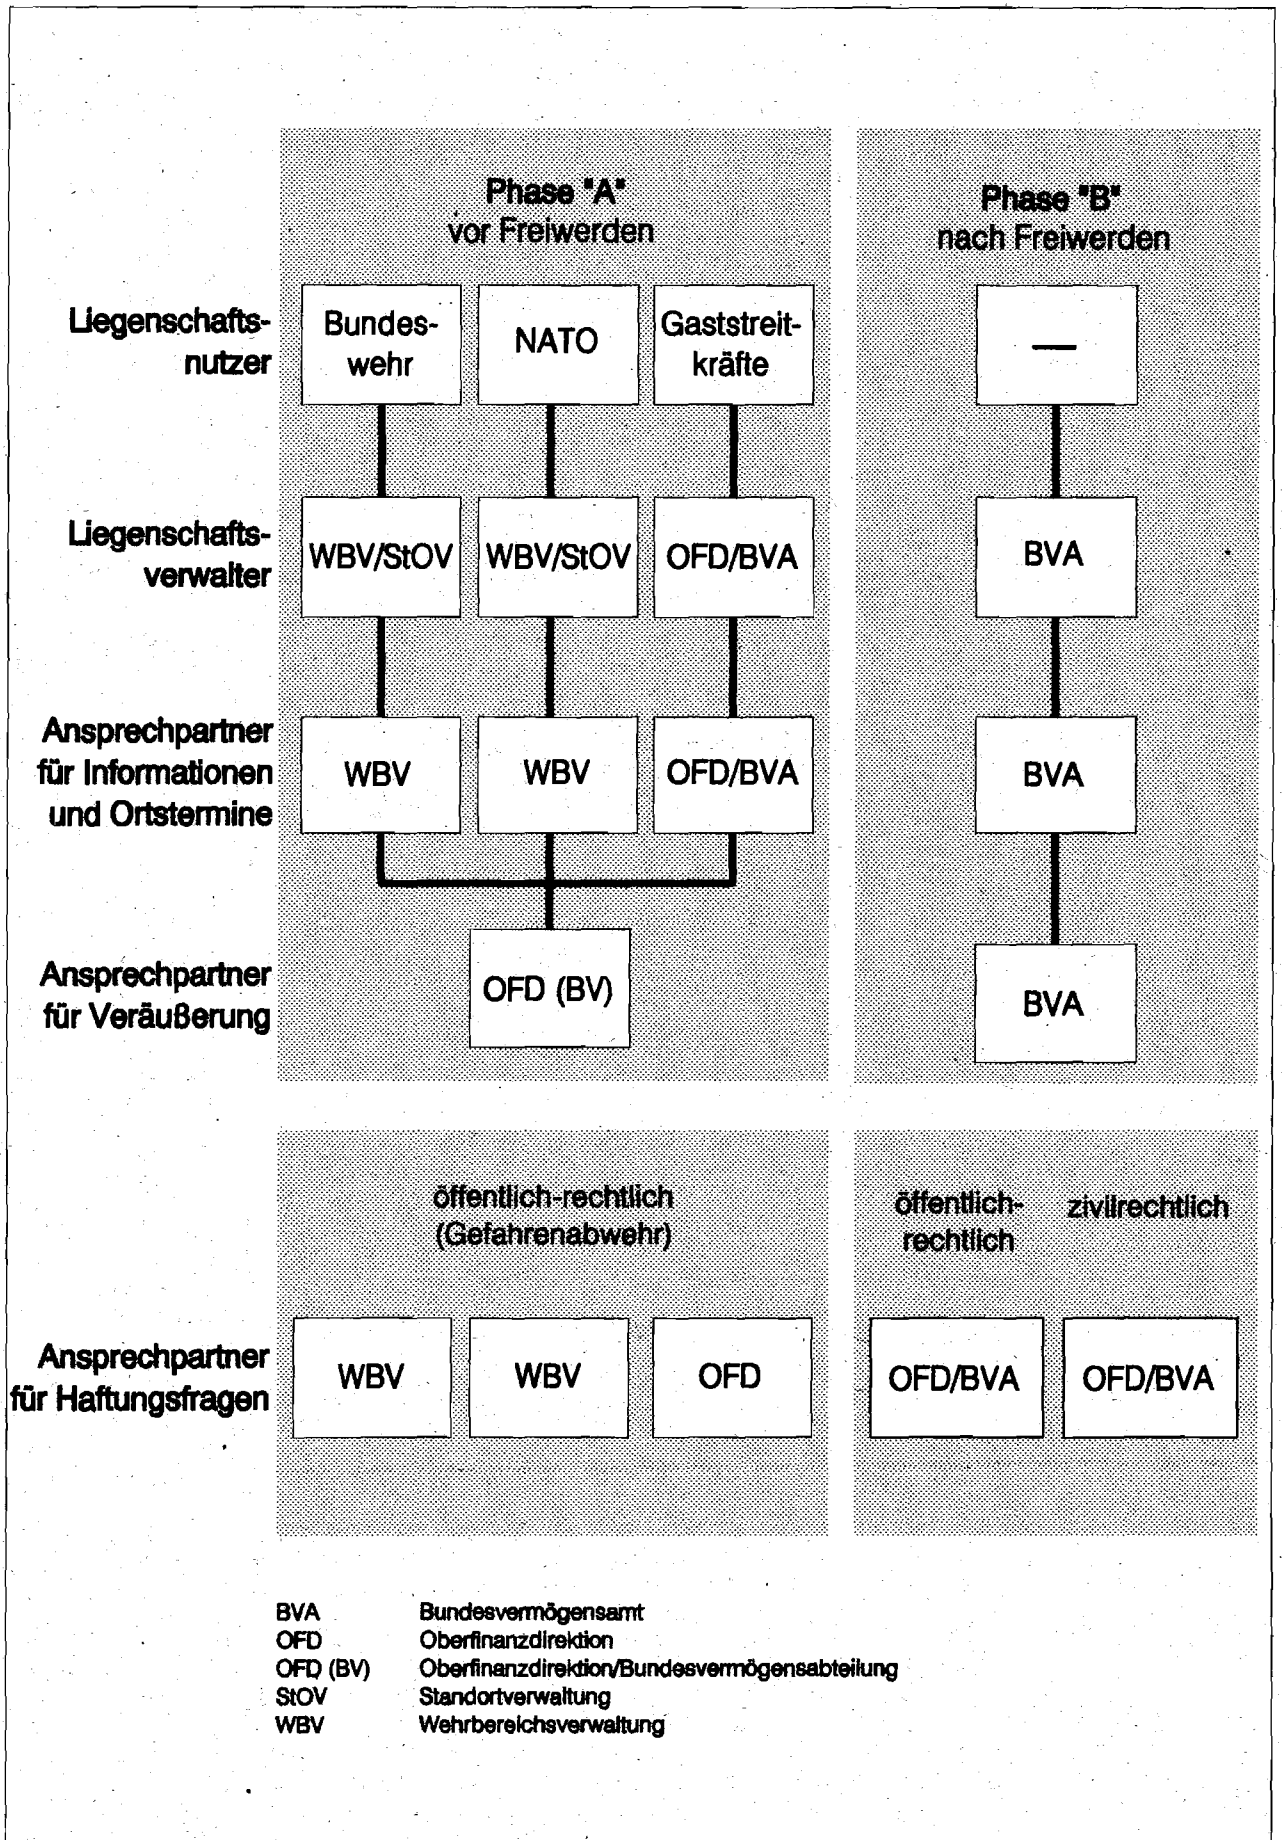 Phase "A"
vor Freiwerden
Phase "B"
nach Freiwerden
Liegenschafts-
nutzer
Bundes-
wehr
NATO
Gaststreit-
kräfte
—
Liegenschafts-
verwalter
WBV/StOV
WBV/StOV
OFD/BVA
BVA
Ansprechpartner
für Informationen
und Ortstermine
WBV
WBV
OFD/BVA
BVA
Ansprechpartner
für Veräußerung
OFD (BV)
BVA
öffentlich-rechtlich
(Gefahrenabwehr)
öffentlich-
rechtlich
zivilrechtlich
Ansprechpartner
für Haftungsfragen
WBV
WBV
OFD
OFD/BVA
OFD/BVA
BVA Bundesvermögensamt
OFD Oberfinanzdirektion
OFD (BV) Oberfinanzdirektion/Bundesvermögensabteilung
StOV Standortverwaltung
WBV Wehrbereichsverwaltung